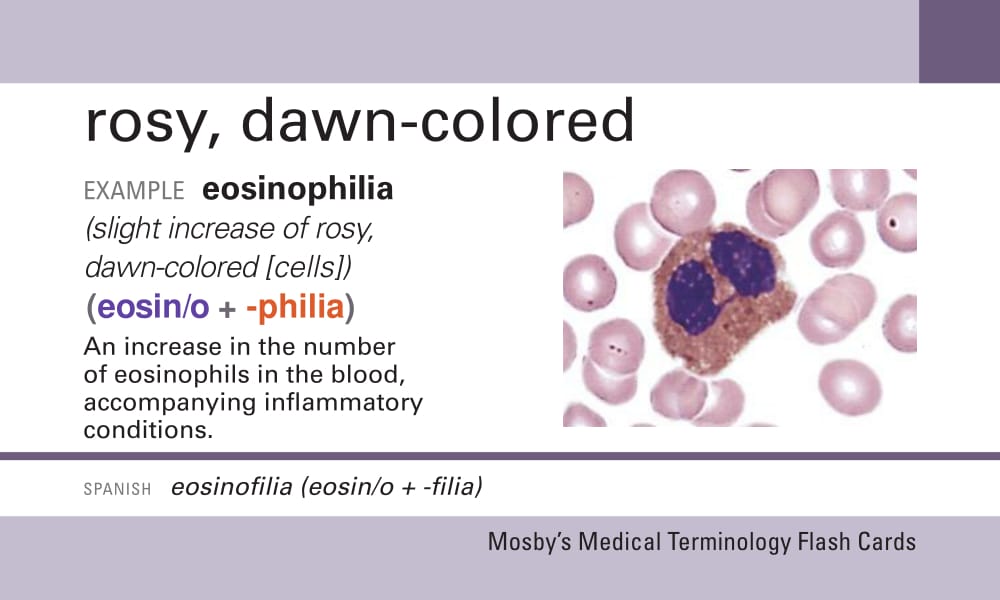 rosy, dawn-colored
EXAMPLE eosinophilia
(slight increase of rosy,
dawn-colored [cells])
(eosin/o + -philia)
An increase in the number
of eosinophils in the blood,
accompanying inflammatory
conditions.
SPANISH eosinofilia (eosin/o + -filia)
Mosby’s Medical Terminology Flash Cards